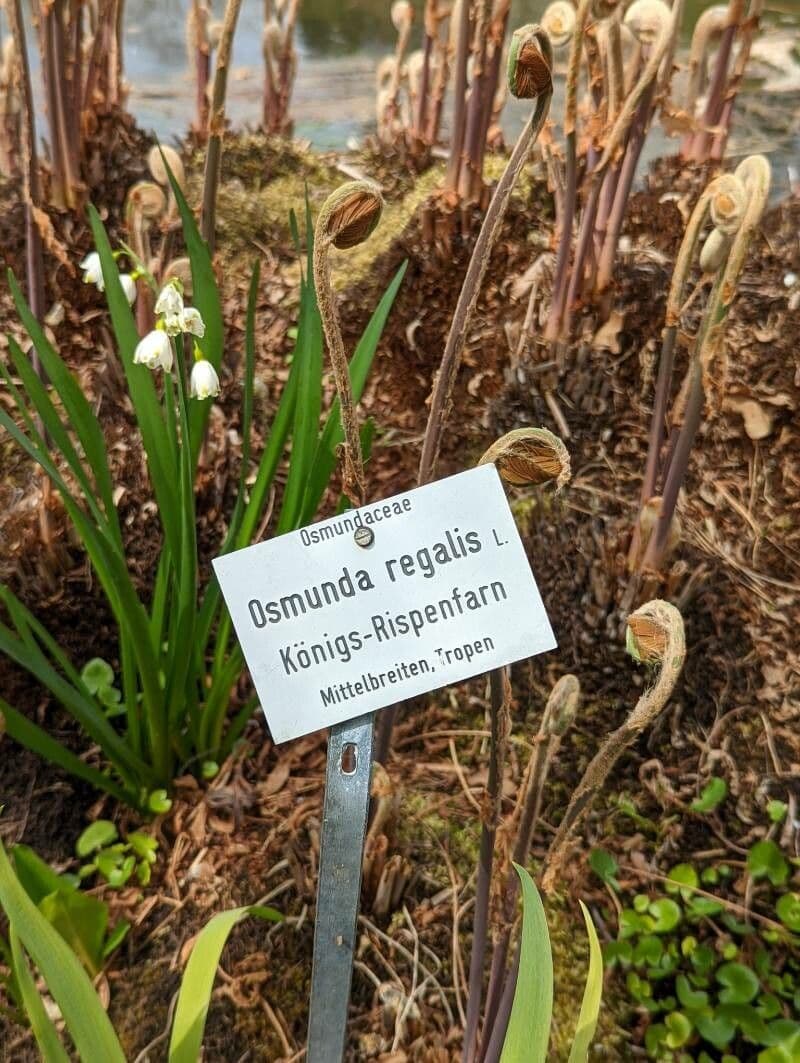 Osmundaceae
Osmunda regalis L.
Königs-Rispenfarn
Mittelbreiten, Tropen